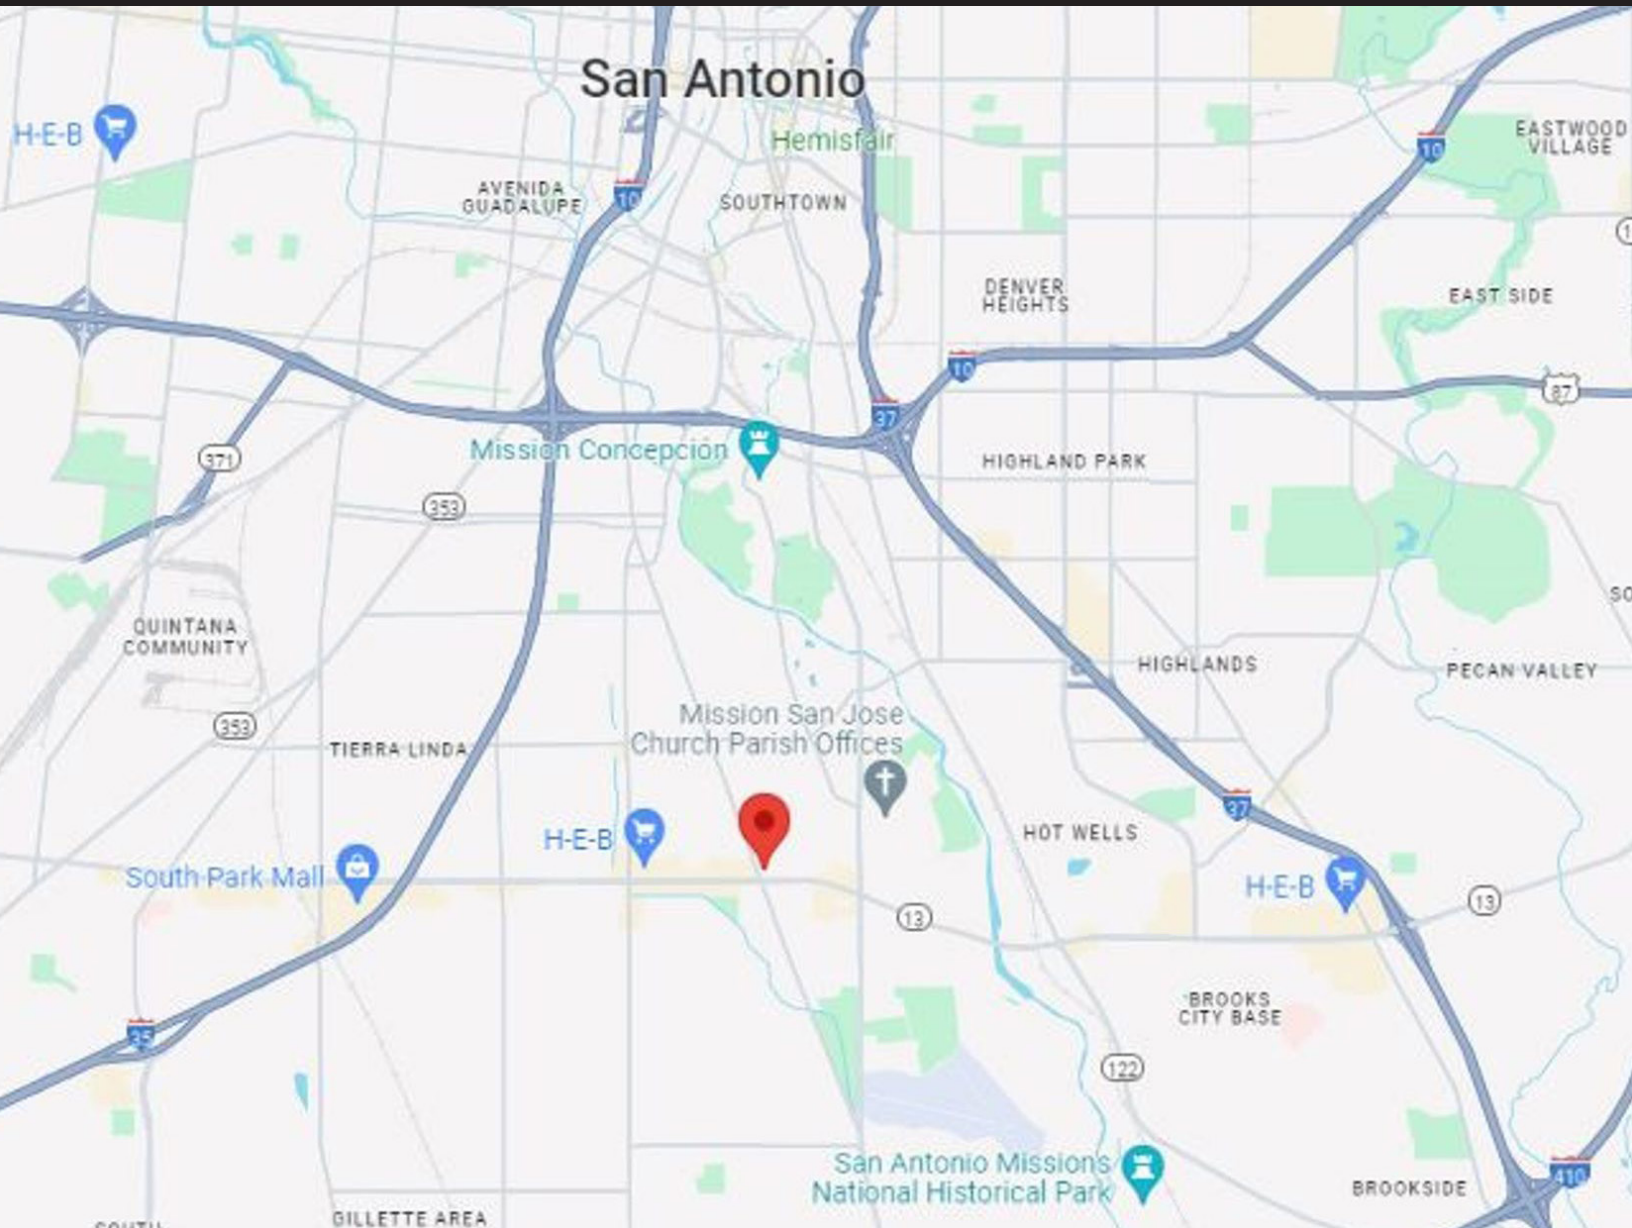 San Antonio
H-E-B
Hemisfair
10
EASTWOOD
VILLAGE
AVENIDA
GUADALUPE
10
SOUTHTOWN
DENVER
HEIGHTS
EAST SIDE
10
87
37
Mission Concepción
HIGHLAND PARK
371
353
QUINTANA
COMMUNITY
HIGHLANDS
PECAN VALLEY
353
TIERRA LINDA
Mission San Jose
Church Parish Offices
37
H-E-B
HOT WELLS
South Park Mall
H-E-B
13
13
BROOKS
CITY BASE
35
122
San Antonio Missions
National Historical Park
410
BROOKSIDE
GILLETTE AREA